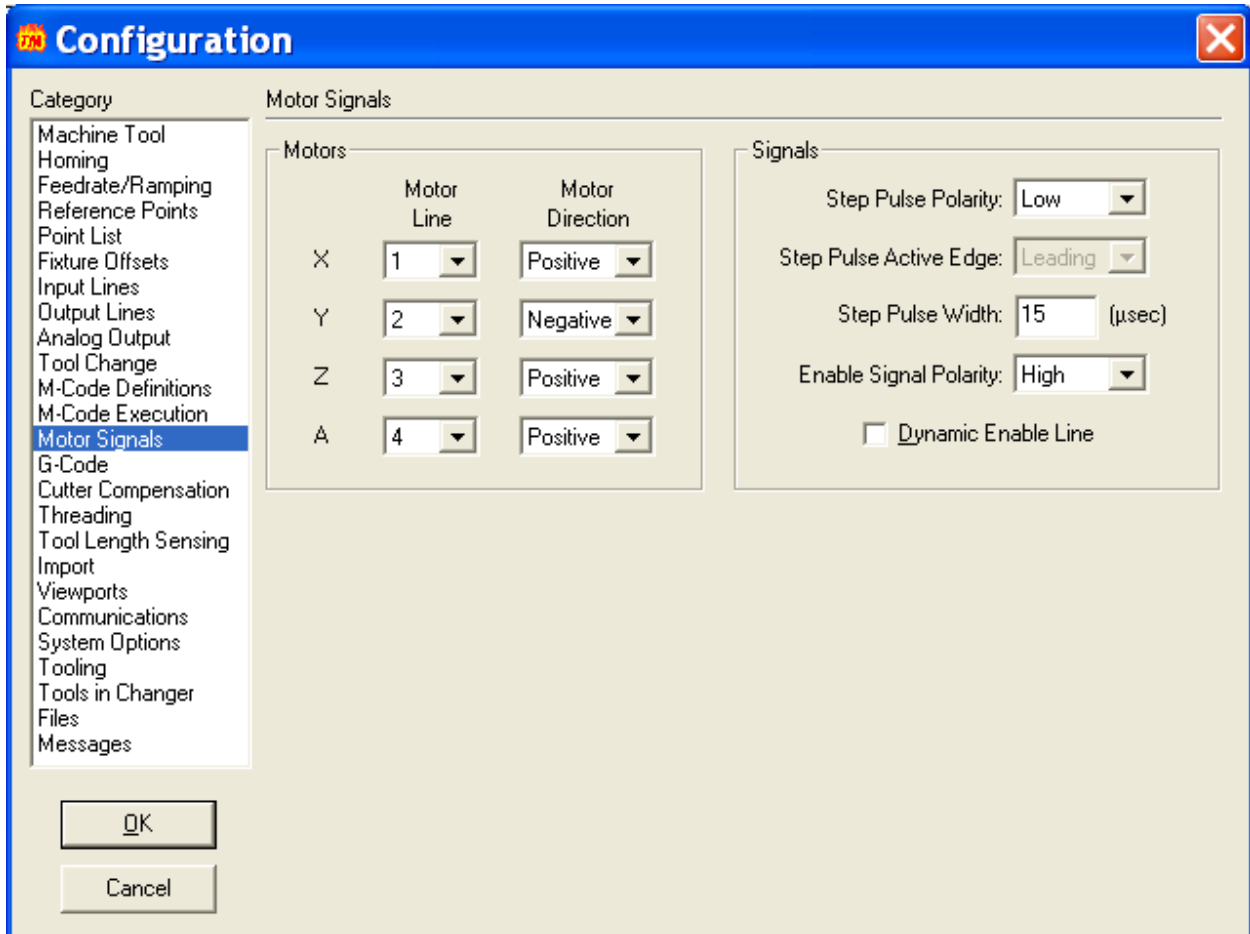 Configuration
Category
Machine Tool
Homing
Feedrate/Ramping
Reference Points
Point List
Fixture Offsets
Input Lines
Output Lines
Analog Output
Tool Change
M-Code Definitions
M-Code Execution
Motor Signals
G-Code
Cutter Compensation
Threading
Tool Length Sensing
Import
Viewports
Communications
System Options
Tooling
Tools in Changer
Files
Messages
OK
Cancel
Motor Signals
Motors
Motor Line
Motor Direction
X 1 Positive
Y 2 Negative
Z 3 Positive
A 4 Positive
Signals
Step Pulse Polarity: Low
Step Pulse Active Edge: Leading
Step Pulse Width: 15 (µsec)
Enable Signal Polarity: High
Dynamic Enable Line